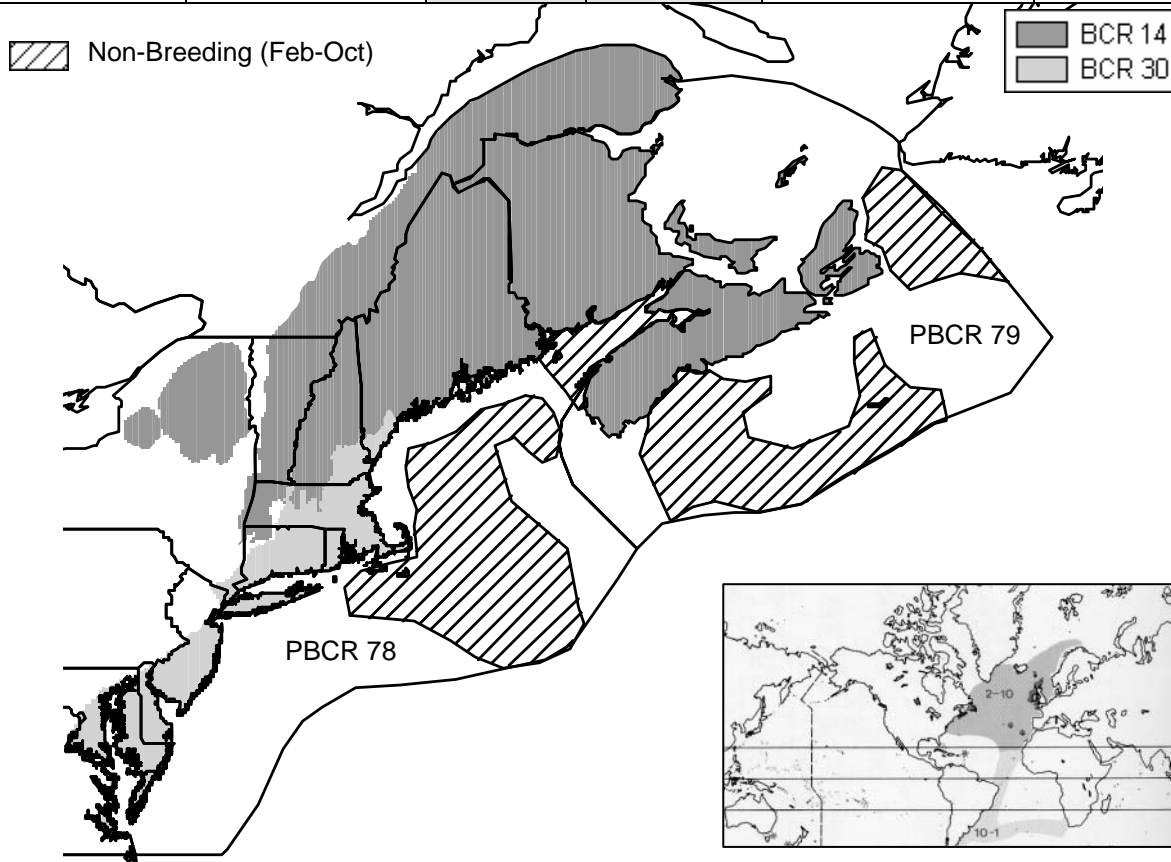 Non-Breeding (Feb-Oct)
BCR 14
BCR 30
PBCR 79
PBCR 78
2-10
10-1